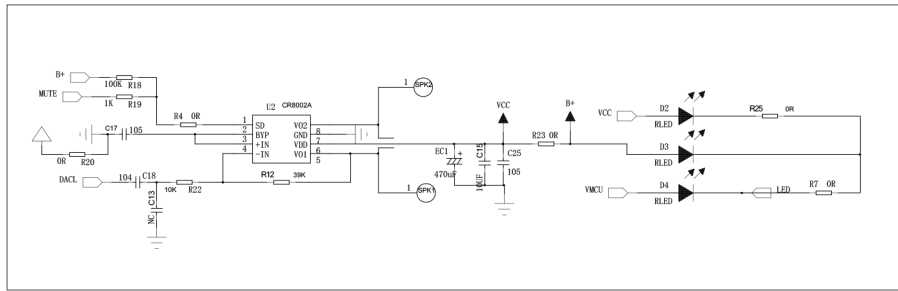 B+
100K R18
MUTE
1K R19
R4 0R
U2 CR8002A
1 SD VO2 8
2 BYP GND 7
3 +IN VDD 6
4 -IN VO1 5
C17 105
0R R20
DACL 104 C18
10K R22
R12 39K
NC C13
1 SPK2
1 SPK1
VCC
B+
R23 0R
EC1 +
470uF
C15
10UF
C25
105
VCC
D2
RLED
R25 0R
D3
RLED
VMCU
D4
RLED
LED
R7 0R